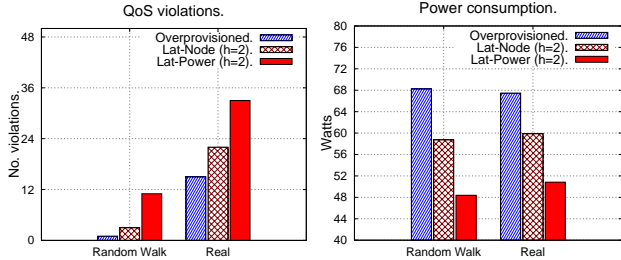 QoS violations.
No. violations.
48
36
24
12
0
Overprovisioned.
Lat-Node (h=2).
Lat-Power (h=2).
Random Walk
Real
Power consumption.
Watts
80
76
72
68
64
60
56
52
48
44
40
Overprovisioned.
Lat-Node (h=2).
Lat-Power (h=2).
Random Walk
Real